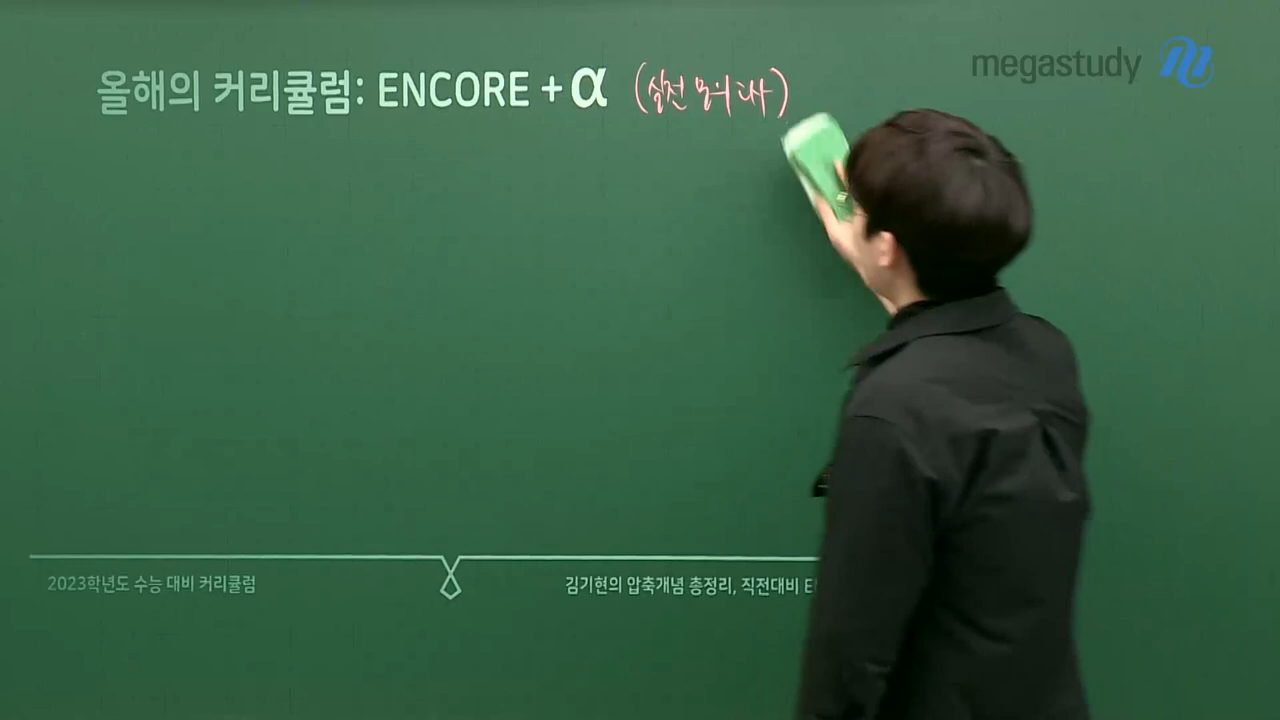 megastudy
올해의 커리큘럼: ENCORE + α (실전 모의고사)
2023학년도 수능 대비 커리큘럼
김기현의 압축개념 총정리, 직전대비